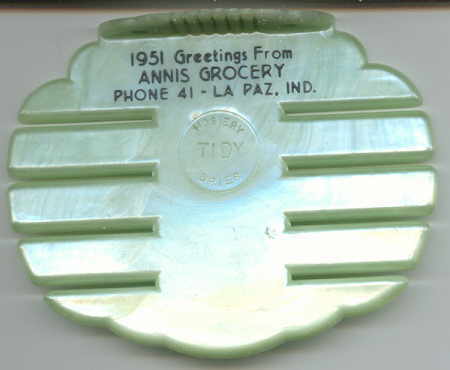 1951 Greetings From
ANNIS GROCERY
PHONE 41 - LA PAZ, IND.
HOSIERY
TIDY
DRIER